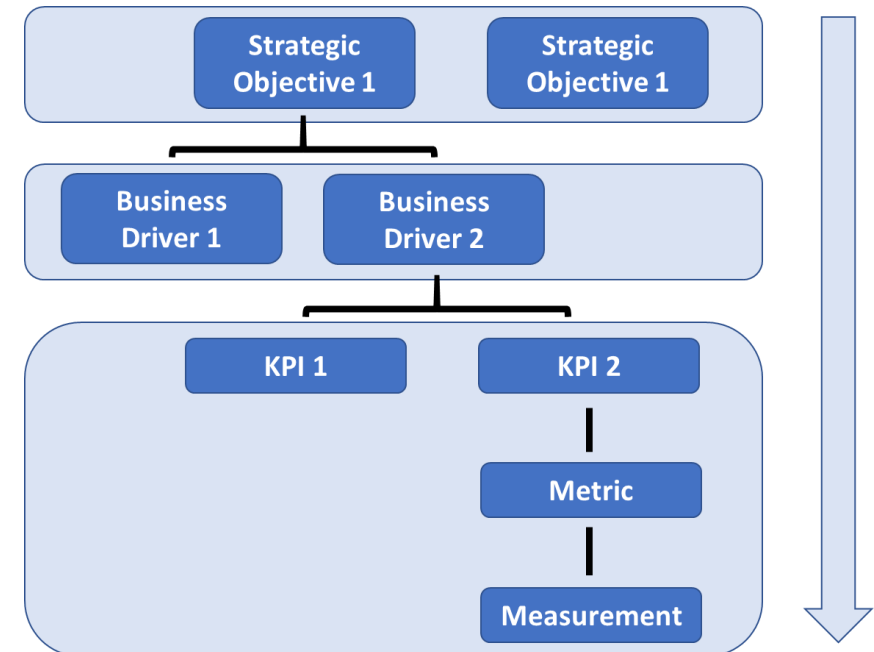 Strategic
Objective 1
Strategic
Objective 1
Business
Driver 1
Business
Driver 2
KPI 1
KPI 2
Metric
Measurement